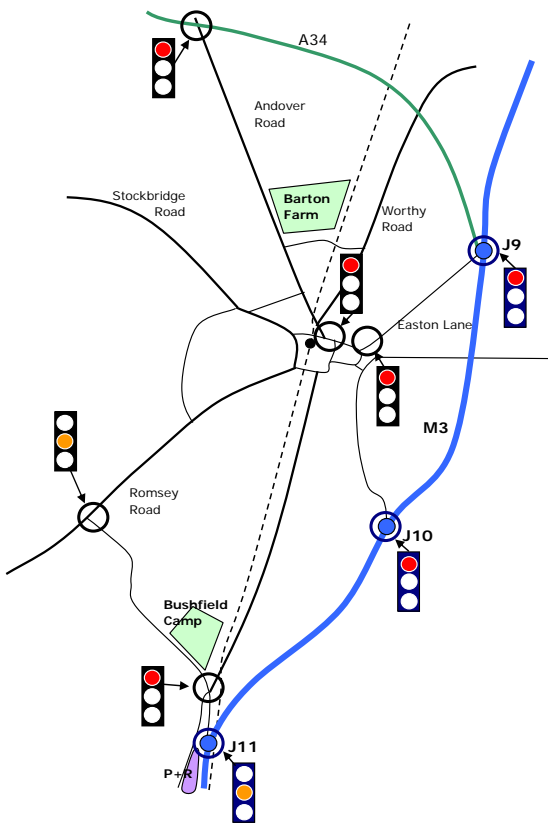 A34
Andover
Road
Stockbridge
Road
Barton
Farm
Worthy
Road
J9
Easton Lane
M3
Romsey
Road
J10
Bushfield
Camp
J11
P+R